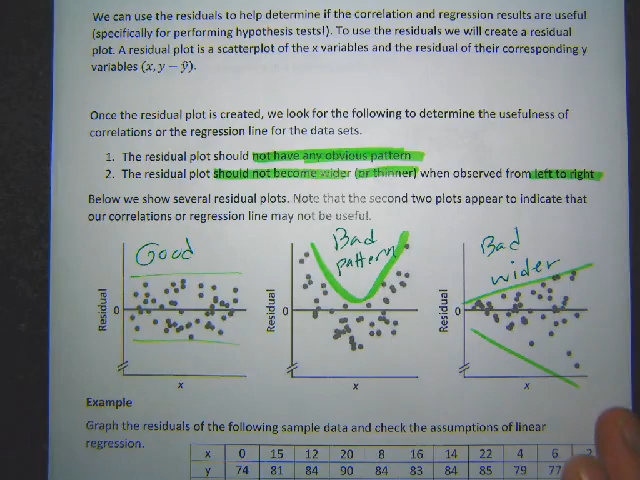 We can use the residuals to help determine if the correlation and regression results are useful
(specifically for performing hypothesis tests!). To use the residuals we will create a residual
plot. A residual plot is a scatterplot of the x variables and the residual of their corresponding y
variables (x, y − ŷ).
Once the residual plot is created, we look for the following to determine the usefulness of
correlations or the regression line for the data sets.
1. The residual plot should not have any obvious pattern
2. The residual plot should not become wider (or thinner) when observed from left to right
Below we show several residual plots. Note that the second two plots appear to indicate that
our correlations or regression line may not be useful.
Good
Residual
0
x
Bad
pattern
Residual
0
x
Bad
wider
Residual
0
x
Example
Graph the residuals of the following sample data and check the assumptions of linear
regression.
x 0 15 12 20 8 16 14 22 4 6
y 74 81 84 90 84 83 84 85 79 77